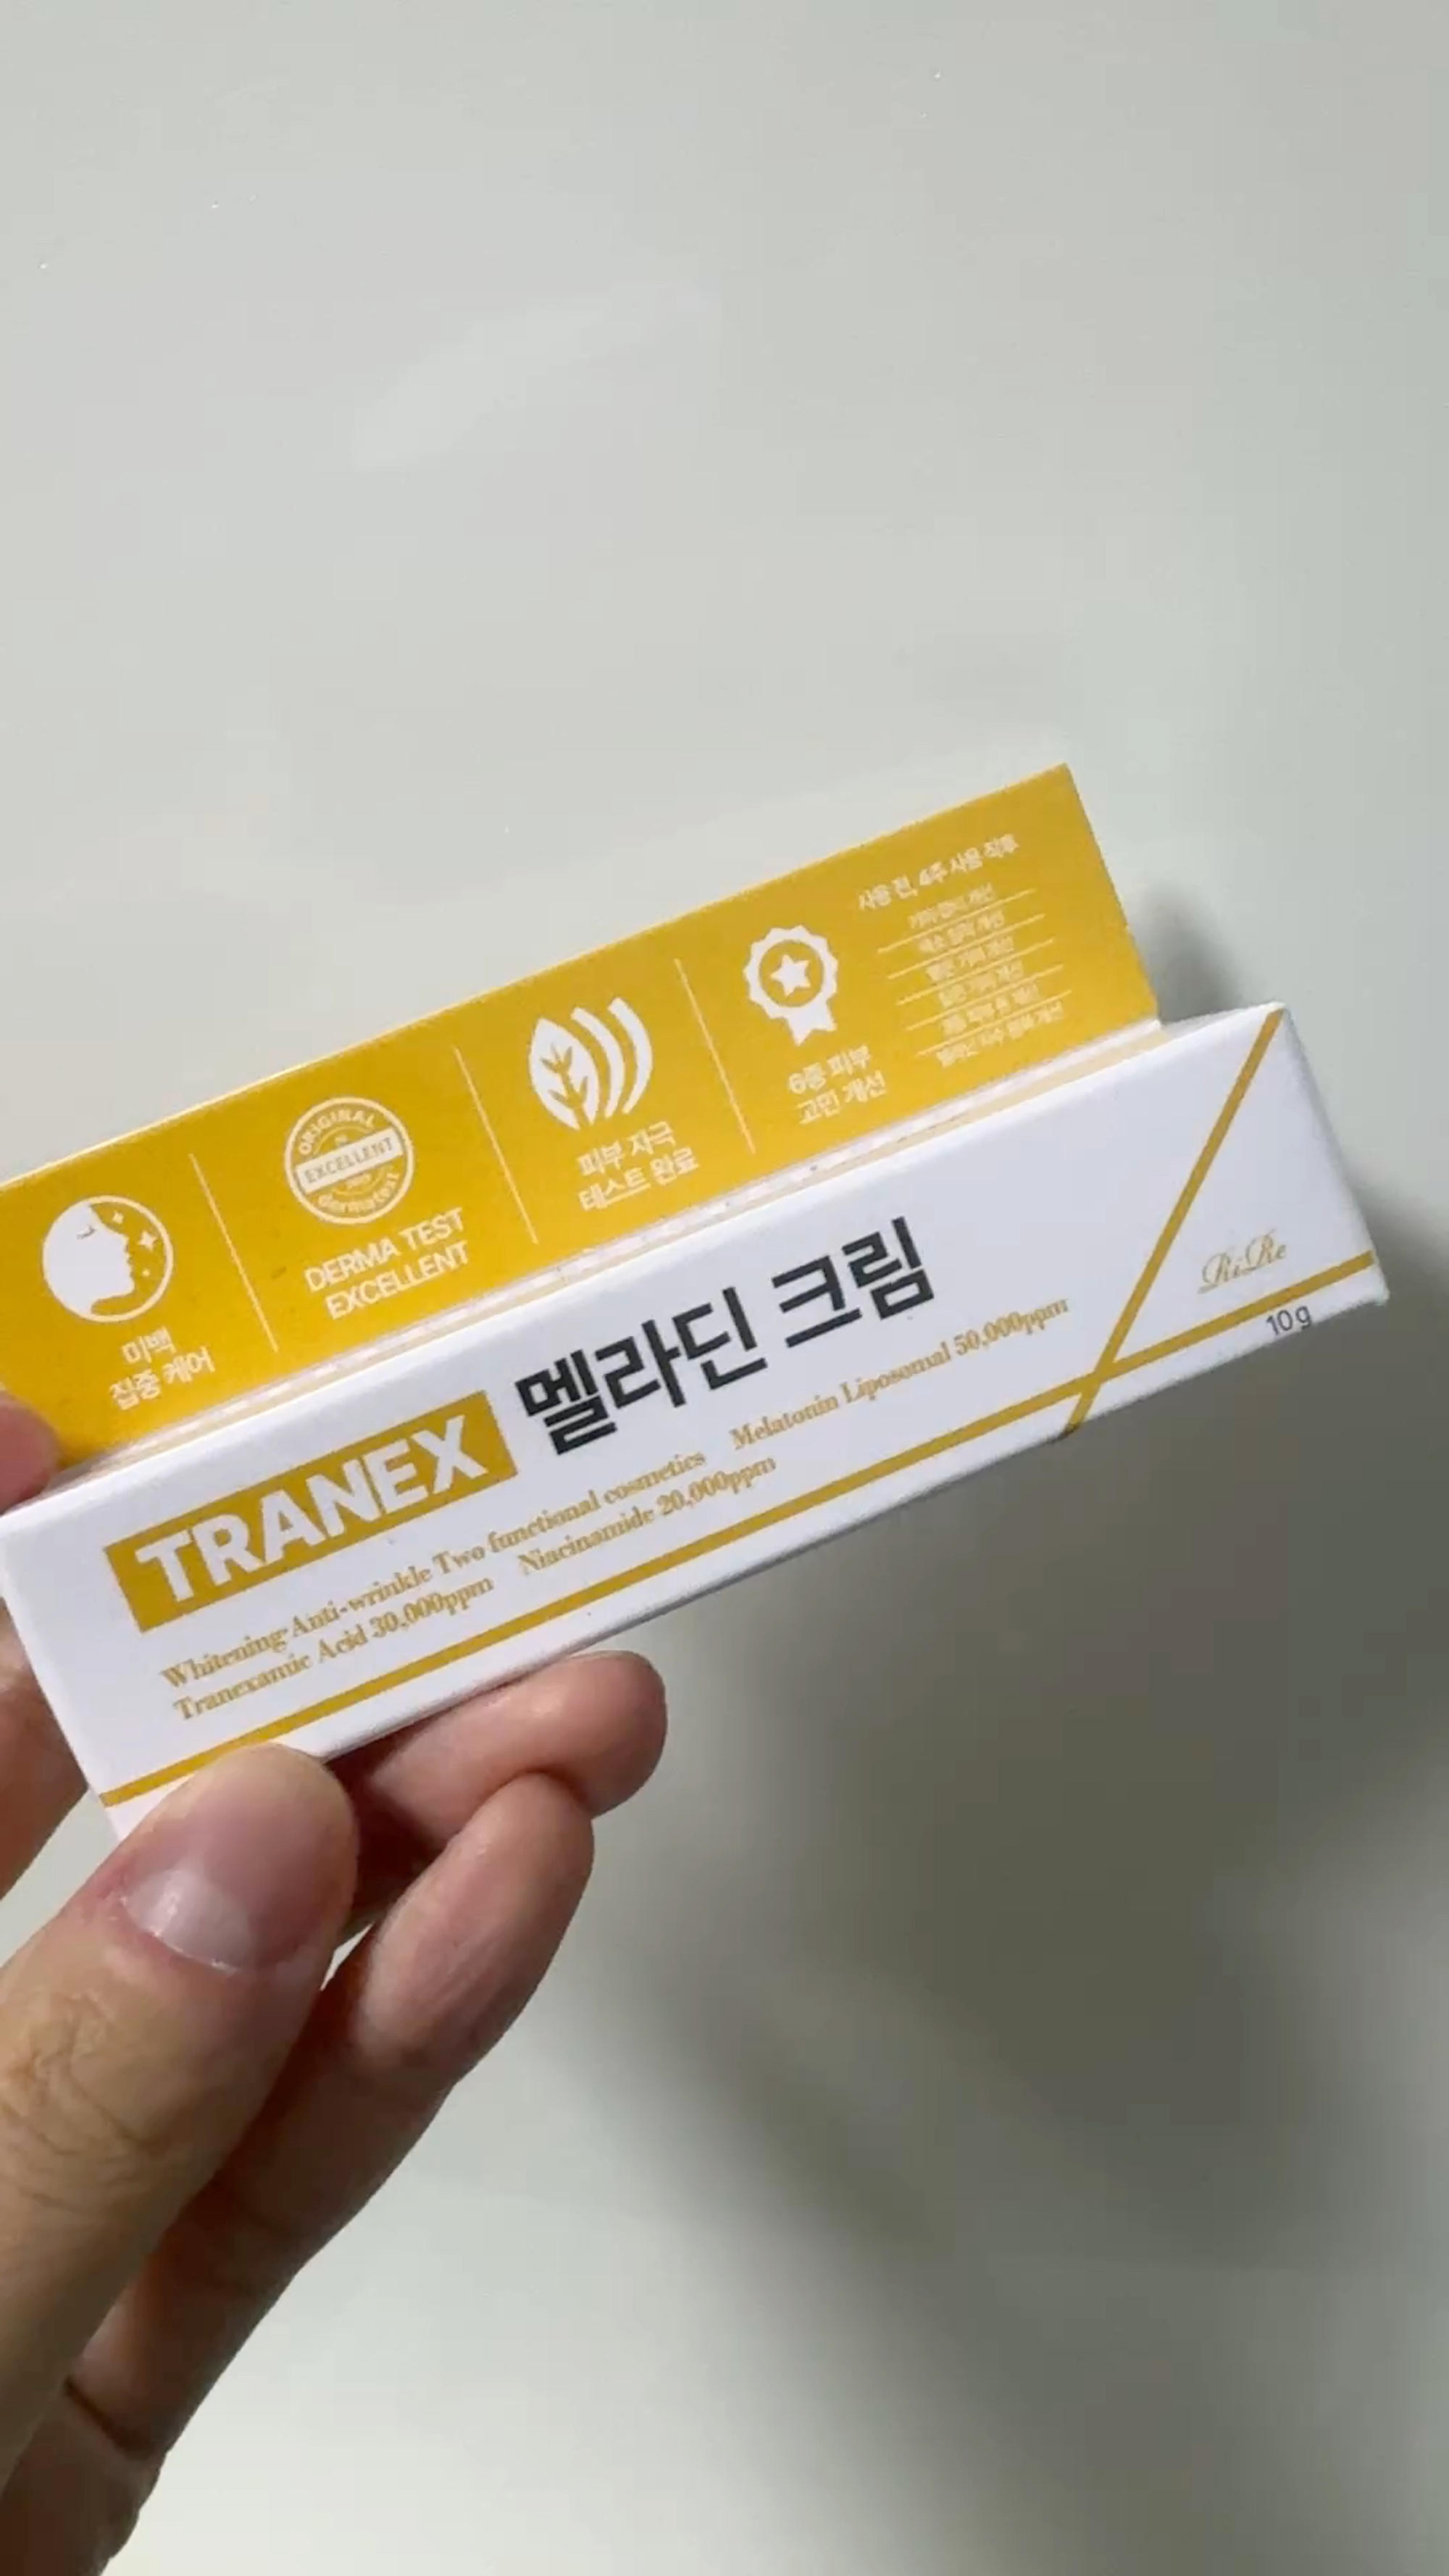 미백
집중 케어
ORIGINAL
EXCELLENT
dermatest
DERMA TEST
EXCELLENT
피부 자극
테스트 완료
6중 피부
고민 개선
사용 전, 4주 사용 직후
TRANEX 멜라딘 크림
Whitening·Anti-wrinkle Two functional cosmetics Melatonin Liposomal 50,000ppm
Tranexamic Acid 30,000ppm Niacinamide 20,000ppm
RiRe
10g